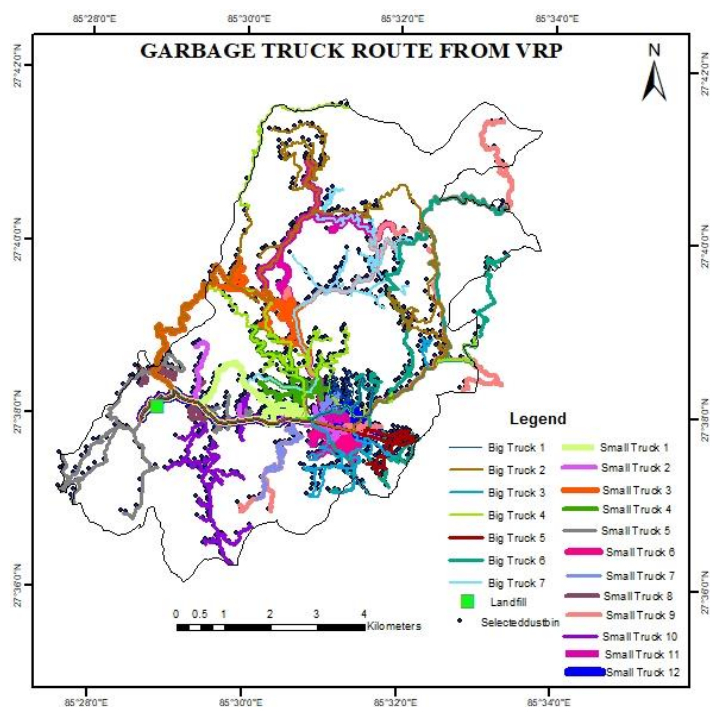 85°28'0"E 85°30'0"E 85°32'0"E 85°34'0"E
GARBAGE TRUCK ROUTE FROM VRP
N
27°42'0"N 27°42'0"N
27°40'0"N 27°40'0"N
27°38'0"N 27°38'0"N
27°36'0"N 27°36'0"N
Legend
Big Truck 1
Big Truck 2
Big Truck 3
Big Truck 4
Big Truck 5
Big Truck 6
Big Truck 7
Landfill
Selecteddustbin
Small Truck 1
Small Truck 2
Small Truck 3
Small Truck 4
Small Truck 5
Small Truck 6
Small Truck 7
Small Truck 8
Small Truck 9
Small Truck 10
Small Truck 11
Small Truck 12
0 0.5 1 2 3 4
Kilometers
85°28'0"E 85°30'0"E 85°32'0"E 85°34'0"E